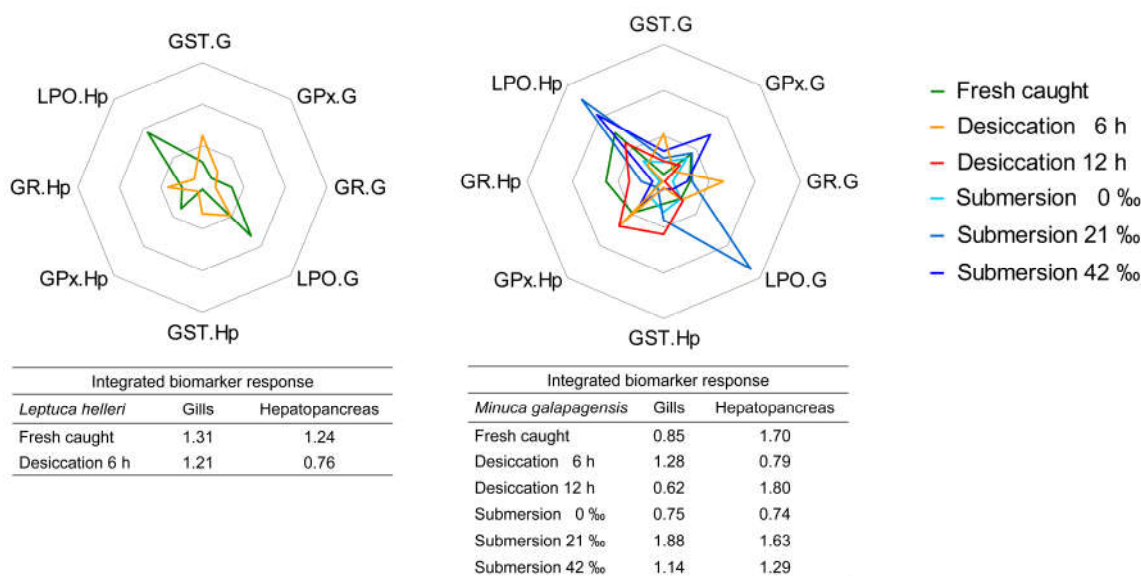 GST.G
LPO.Hp
GPx.G
GR.Hp
GR.G
GPx.Hp
LPO.G
GST.Hp
GST.G
LPO.Hp
GPx.G
GR.Hp
GR.G
GPx.Hp
LPO.G
GST.Hp
Fresh caught
Desiccation 6 h
Desiccation 12 h
Submersion 0 ‰
Submersion 21 ‰
Submersion 42 ‰
Integrated biomarker response
Leptuca helleri Gills Hepatopancreas
Fresh caught 1.31 1.24
Desiccation 6 h 1.21 0.76
Integrated biomarker response
Minuca galapagensis Gills Hepatopancreas
Fresh caught 0.85 1.70
Desiccation 6 h 1.28 0.79
Desiccation 12 h 0.62 1.80
Submersion 0 ‰ 0.75 0.74
Submersion 21 ‰ 1.88 1.63
Submersion 42 ‰ 1.14 1.29